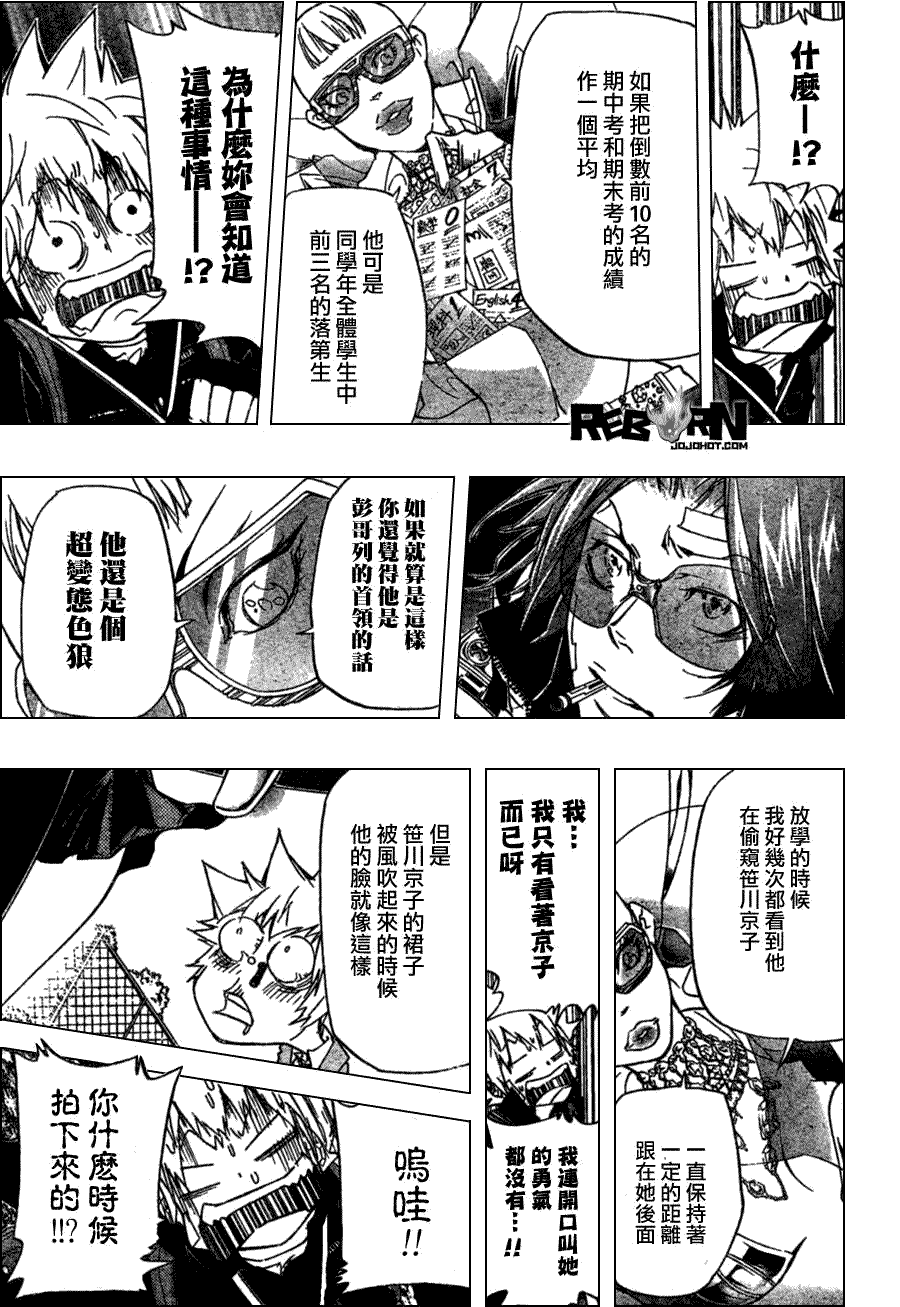 什麼—!?
如果把倒數前10名的
期中考和期末考的成績
作一個平均
English 4
0
7
1
他可是
同學年全體學生中
前三名的落第生
為什麼妳會知道
這種事情——!?
REBORN
JOJOHOT.COM
如果就算是這樣
你還覺得他是
彭哥列的首領的話
他還是個
超變態色狼
放學的時候
我好幾次都看到他
在偷窺笹川京子
一直保持著
一定的距離
跟在她後面
我…
我只有看著京子
而已呀
我連開口叫她
的勇氣
都沒有…!!
但是
笹川京子的裙子
被風吹起來的時候
他的臉就像這樣
嗚哇!!
你什麼時候
拍下來的!!?